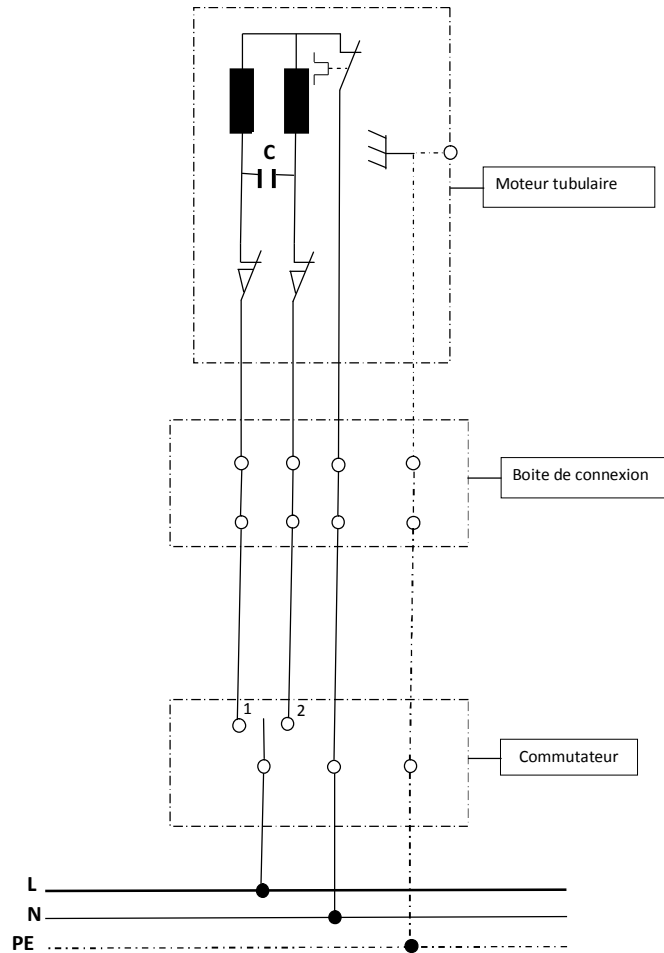 C
Moteur tubulaire
Boite de connexion
1 2
Commutateur
L
N
PE